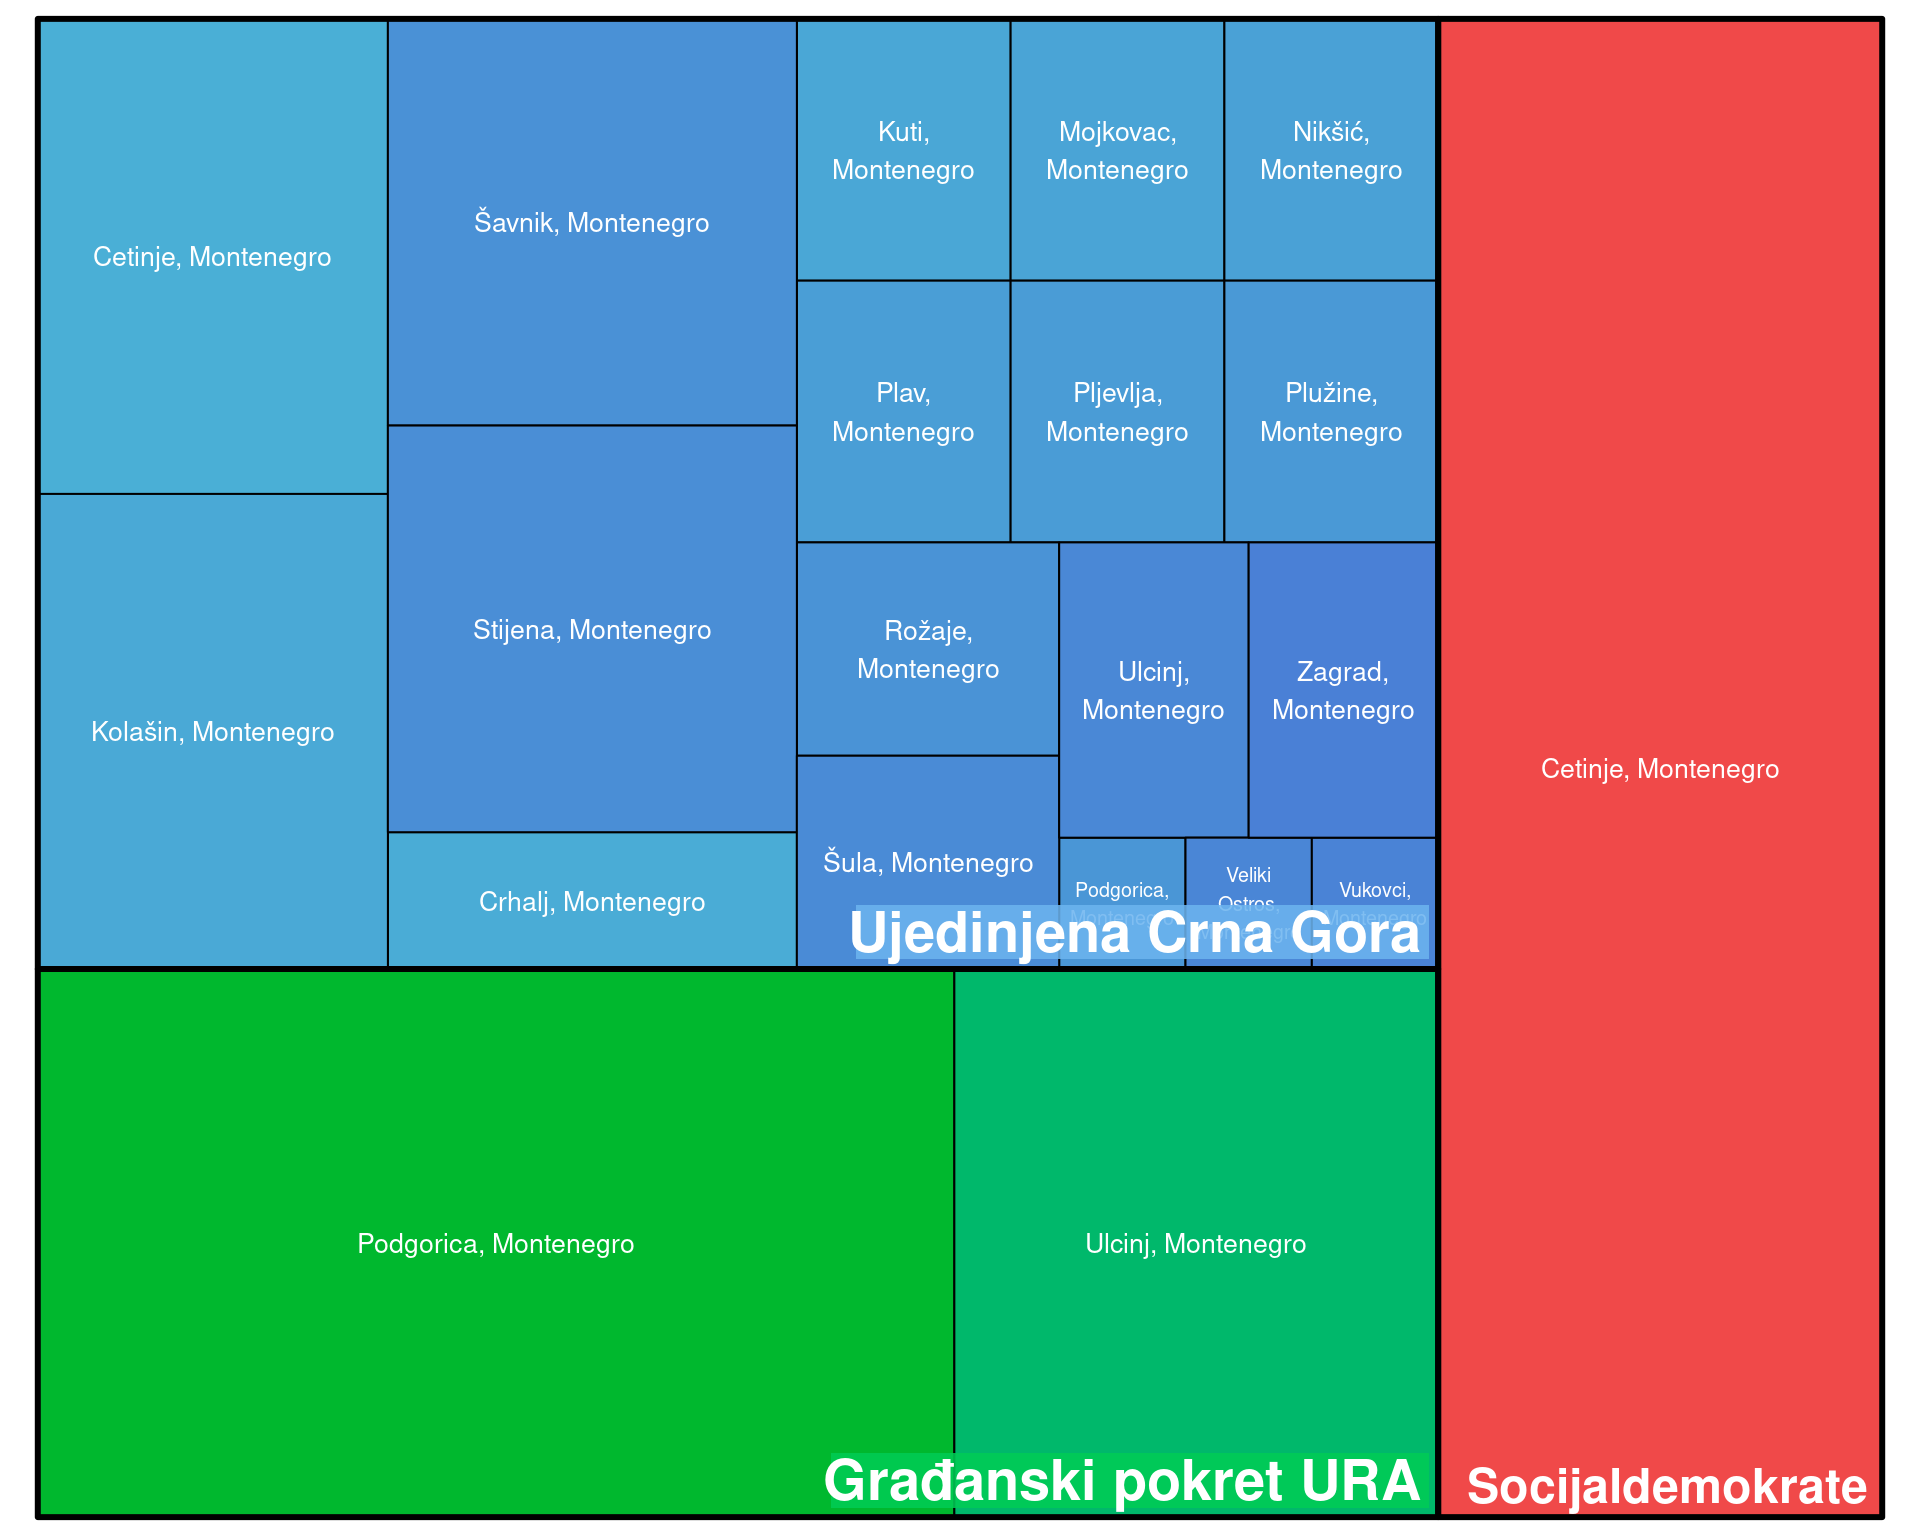 Cetinje, Montenegro
Kolašin, Montenegro
Šavnik, Montenegro
Stijena, Montenegro
Crhalj, Montenegro
Kuti,
Montenegro
Mojkovac,
Montenegro
Nikšić,
Montenegro
Plav,
Montenegro
Pljevlja,
Montenegro
Plužine,
Montenegro
Rožaje,
Montenegro
Šula, Montenegro
Ulcinj,
Montenegro
Zagrad,
Montenegro
Podgorica,
Montenegro
Veliki
Ostros,
Montenegro
Vukovci,
Montenegro
Ujedinjena Crna Gora
Podgorica, Montenegro
Ulcinj, Montenegro
Građanski pokret URA
Cetinje, Montenegro
Socijaldemokrate